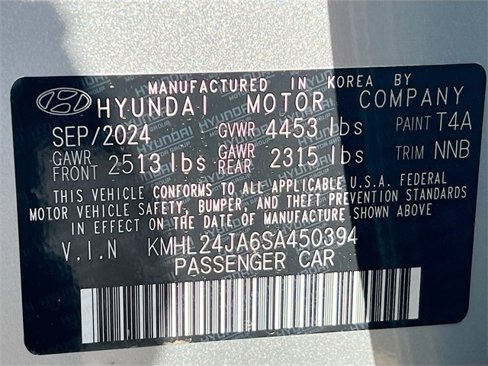 MANUFACTURED IN KOREA BY
HYUNDAI MOTOR COMPANY
SEP/2024 GVWR 4453 lbs PAINT T4A
GAWR FRONT 2513 lbs GAWR REAR 2315 lbs TRIM NNB
THIS VEHICLE CONFORMS TO ALL APPLICABLE U.S.A. FEDERAL
MOTOR VEHICLE SAFETY, BUMPER, AND THEFT PREVENTION STANDARDS
IN EFFECT ON THE DATE OF MANUFACTURE SHOWN ABOVE
V.I.N KMHL24JA6SA450394
PASSENGER CAR